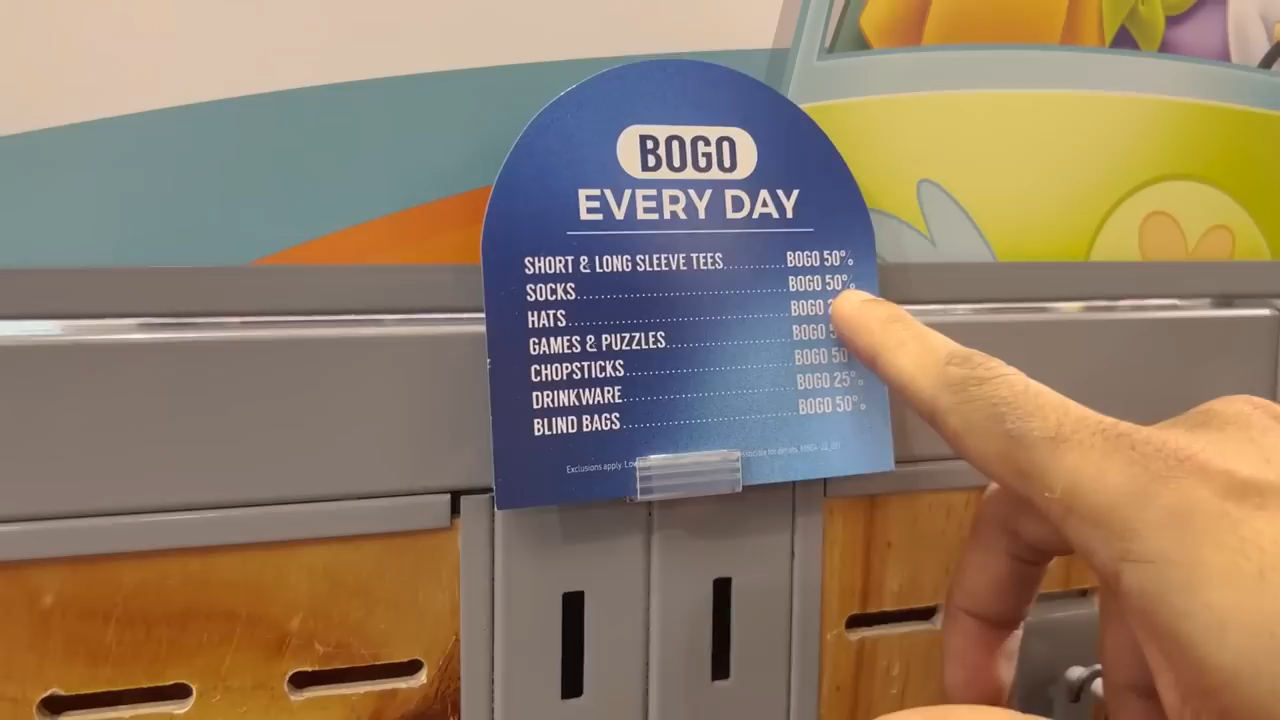 BOGO
EVERY DAY
SHORT & LONG SLEEVE TEES..........BOGO 50%
SOCKS.................................BOGO 50%
HATS...................................BOGO
GAMES & PUZZLES....................BOGO
CHOPSTICKS..........................BOGO 50
DRINKWARE..........................BOGO 25%
BLIND BAGS...........................BOGO 50%
Exclusions apply.